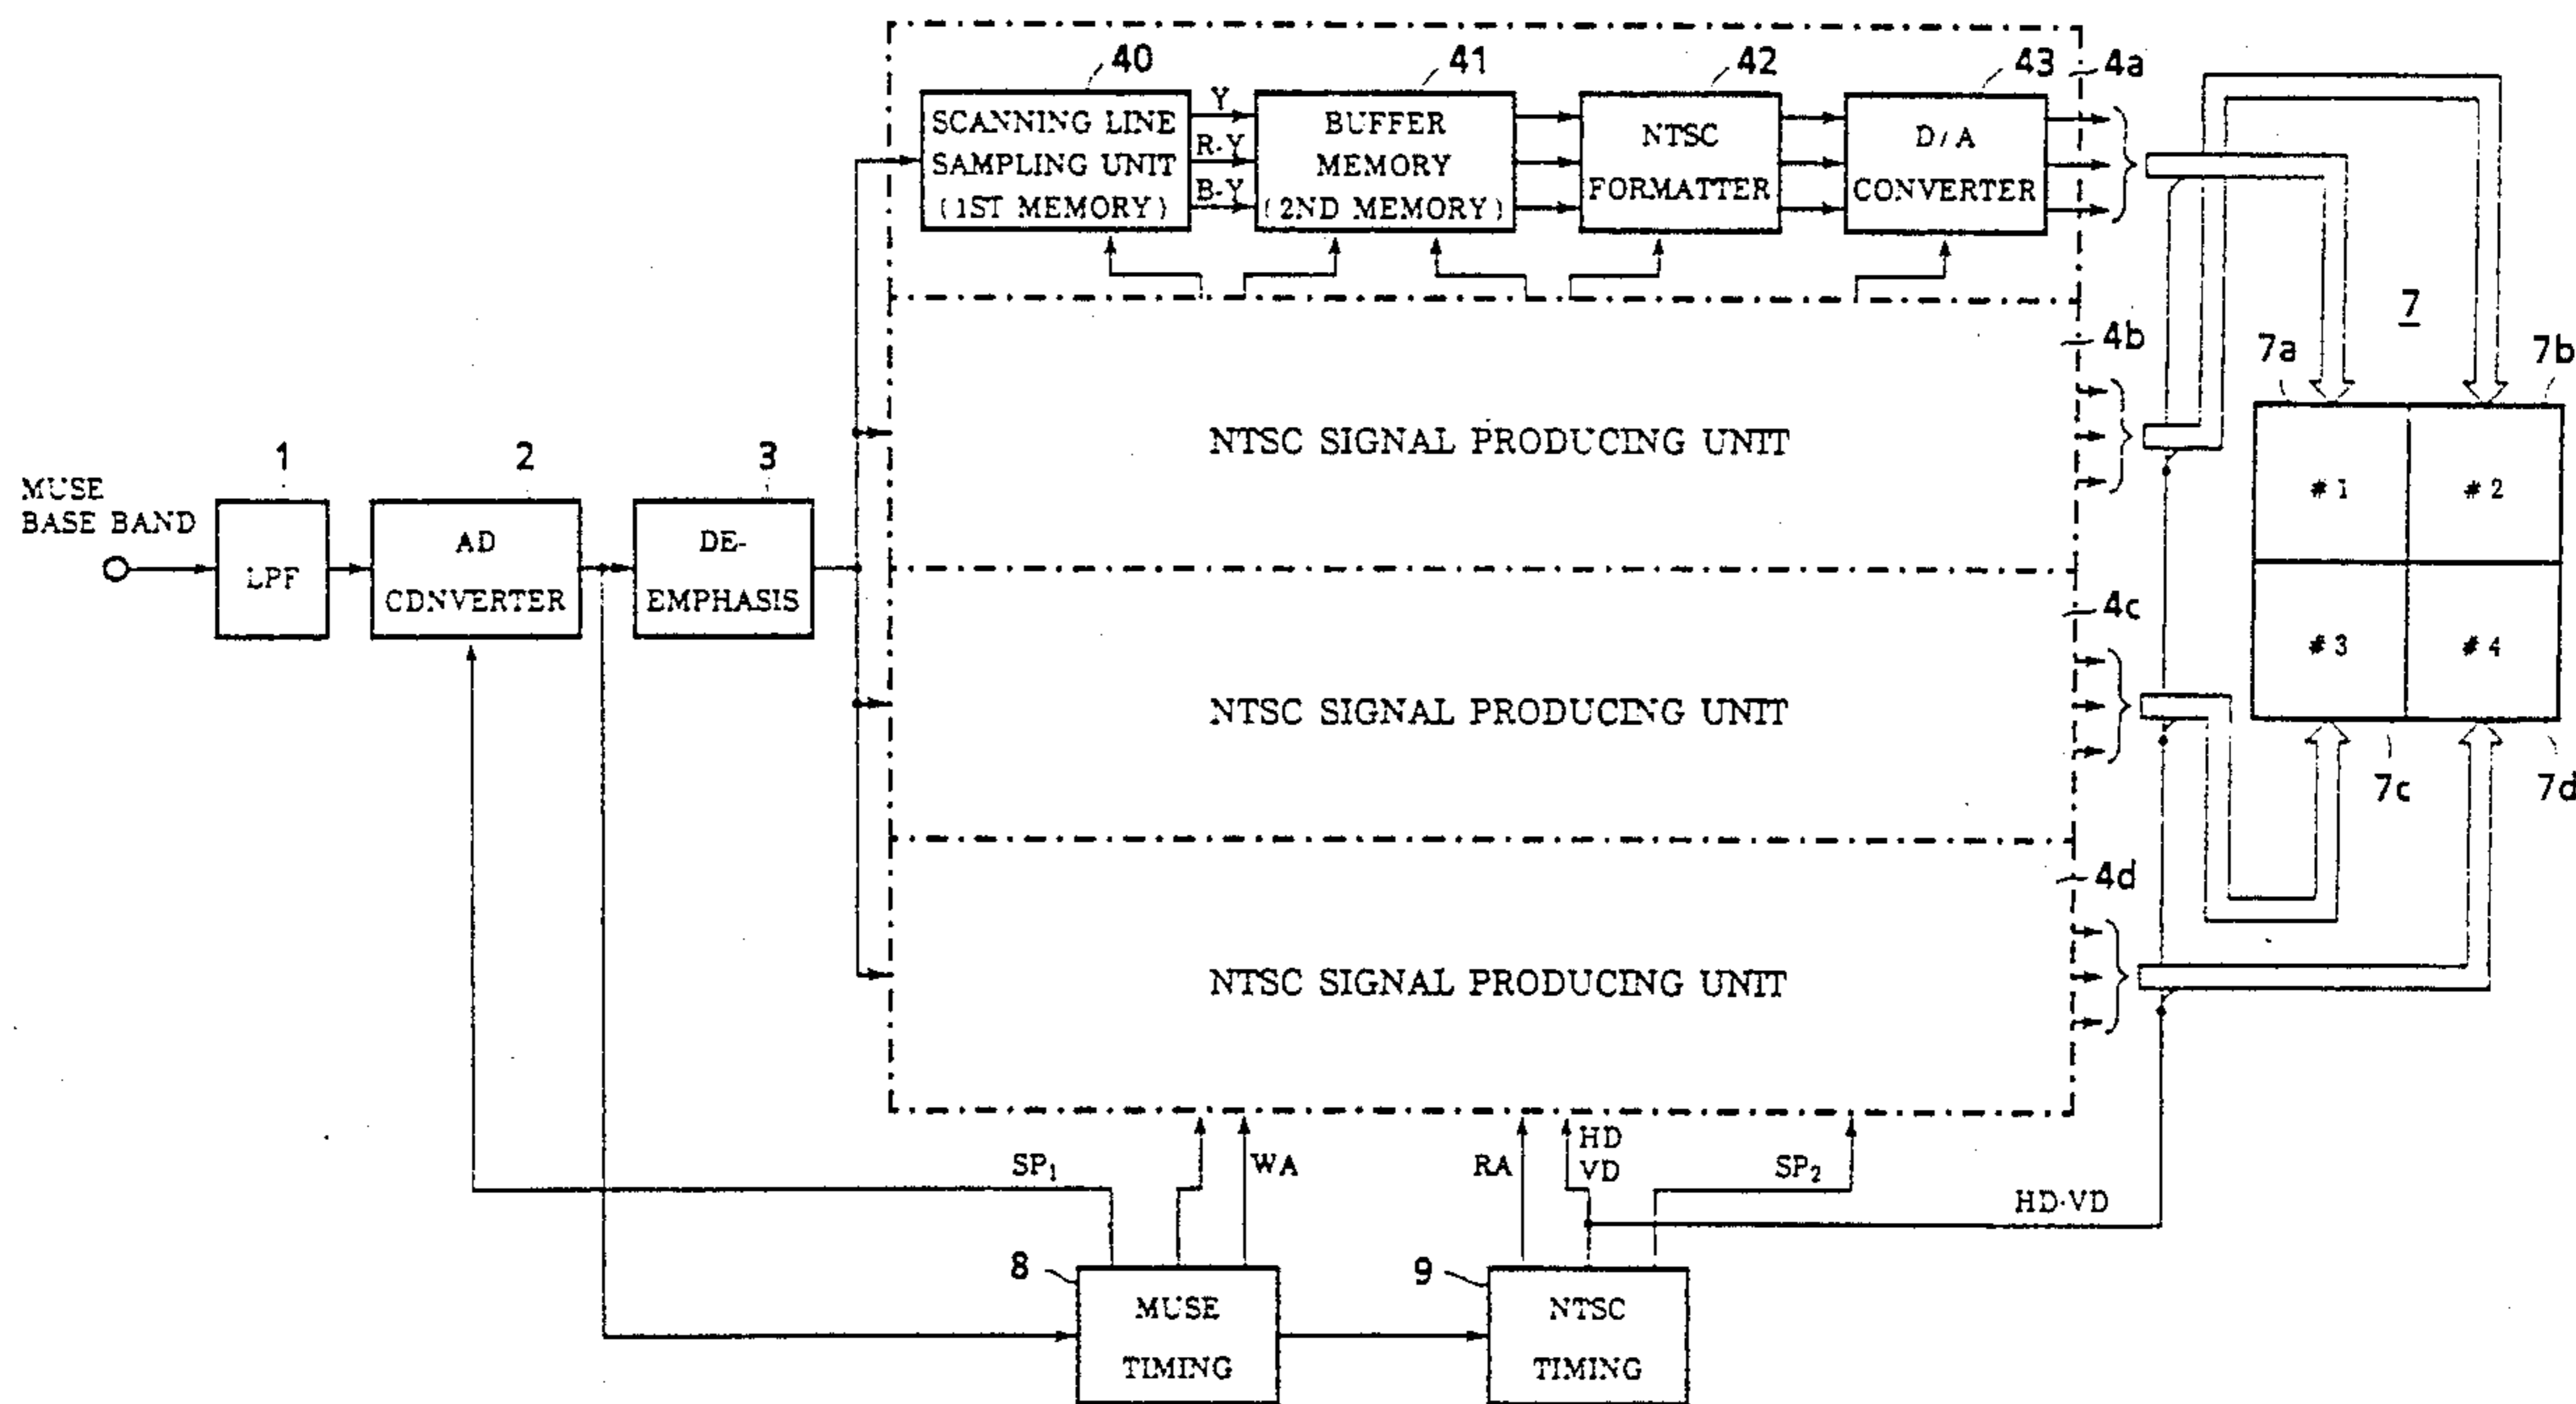 40
41
42
43
4a
SCANNING LINE
SAMPLING UNIT
(1ST MEMORY)
Y
R-Y
B-Y
BUFFER
MEMORY
(2ND MEMORY)
NTSC
FORMATTER
D/A
CONVERTER
7
4b
7a
7b
NTSC SIGNAL PRODUCING UNIT
MUSE
BASE BAND
1
2
3
LPF
AD
CDNVERTER
DE-
EMPHASIS
#1
#2
#3
#4
4c
NTSC SIGNAL PRODUCING UNIT
7c
7d
4d
NTSC SIGNAL PRODUCING UNIT
SP1
WA
RA
HD
VD
SP2
HD·VD
8
MUSE
TIMING
9
NTSC
TIMING